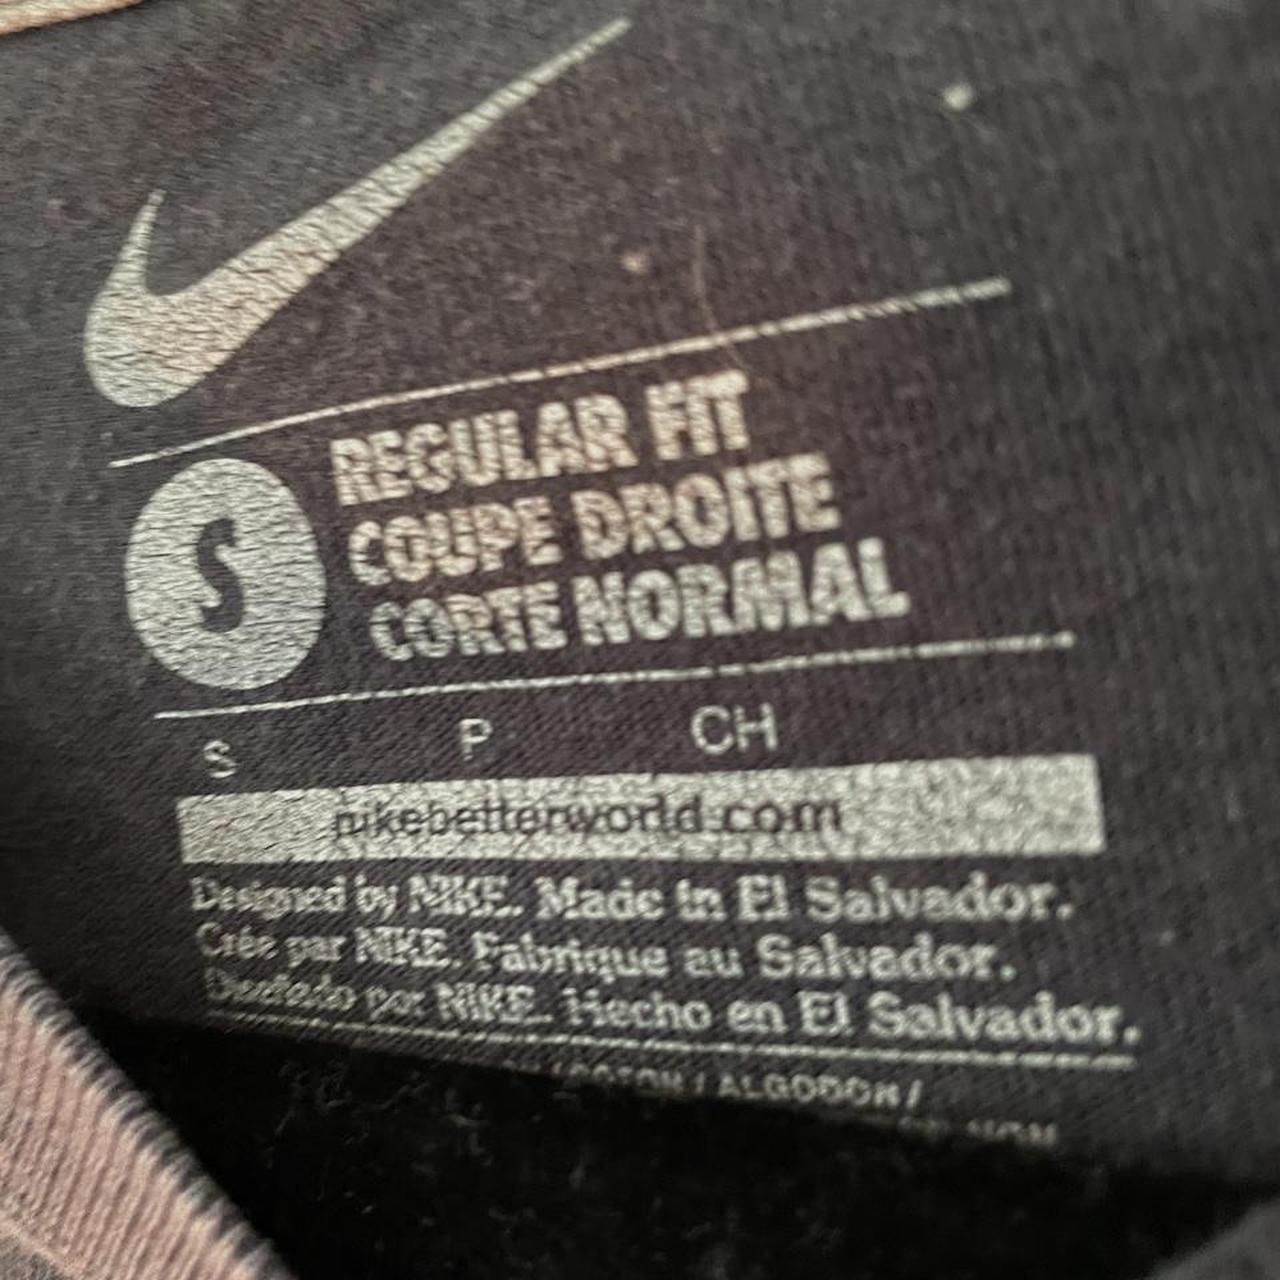 S
REGULAR FIT
COUPE DROITE
CORTE NORMAL
S P CH
nikebetterworld.com
Designed by NIKE. Made in El Salvador.
Crée par NIKE. Fabrique au Salvador.
Diseñado por NIKE. Hecho en El Salvador.
/ COTON / ALGODON /